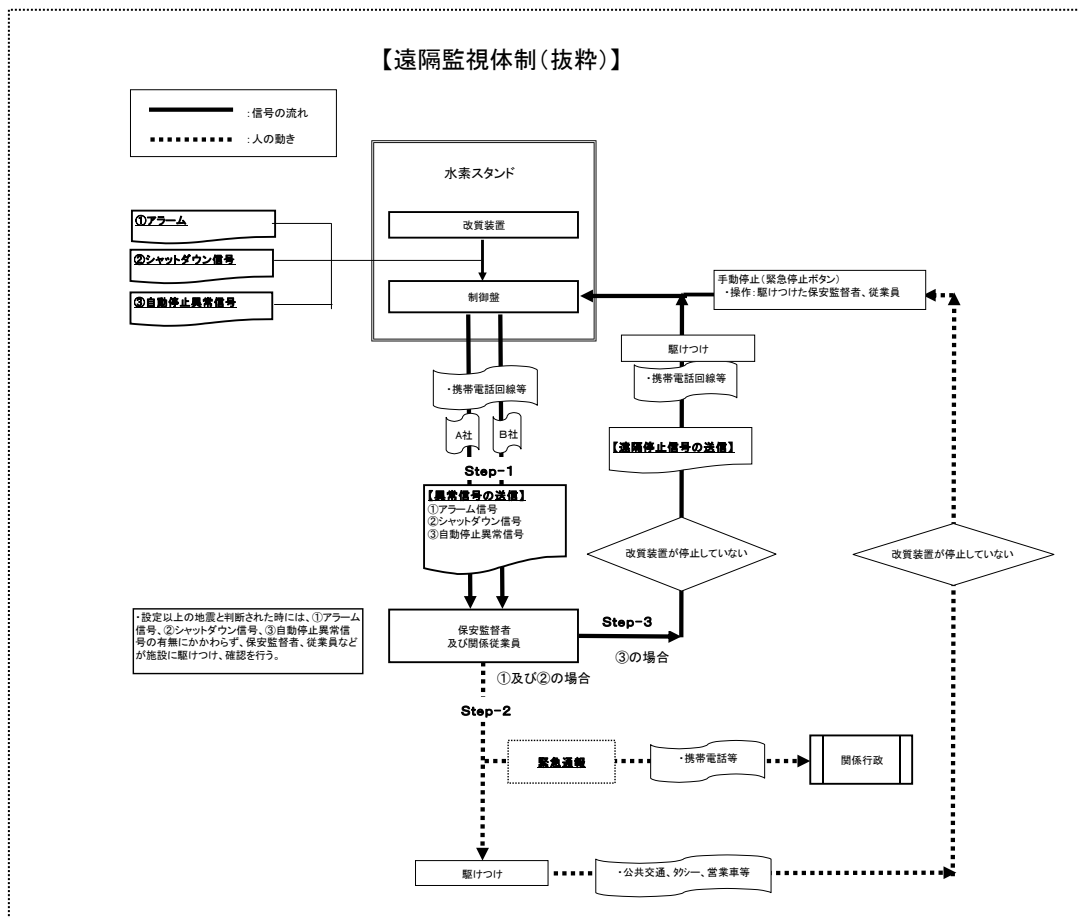 【遠隔監視体制(抜粋)】
:信号の流れ
:人の動き
水素スタンド
改質装置
制御盤
①アラーム
②シャットダウン信号
③自動停止異常信号
手動停止(緊急停止ボタン)
・操作:駆けつけた保安監督者、従業員
駆けつけ
・携帯電話回線等
・携帯電話回線等
A社
B社
【遠隔停止信号の送信】
Step-1
【異常信号の送信】
①アラーム信号
②シャットダウン信号
③自動停止異常信号
改質装置が停止していない
改質装置が停止していない
・設定以上の地震と判断された時には、①アラーム
信号、②シャットダウン信号、③自動停止異常信
号の有無にかかわらず、保安監督者、従業員など
が施設に駆けつけ、確認を行う。
保安監督者
及び関係従業員
Step-3
③の場合
①及び②の場合
Step-2
緊急通報
・携帯電話等
関係行政
駆けつけ
・公共交通、タクシー、営業車等